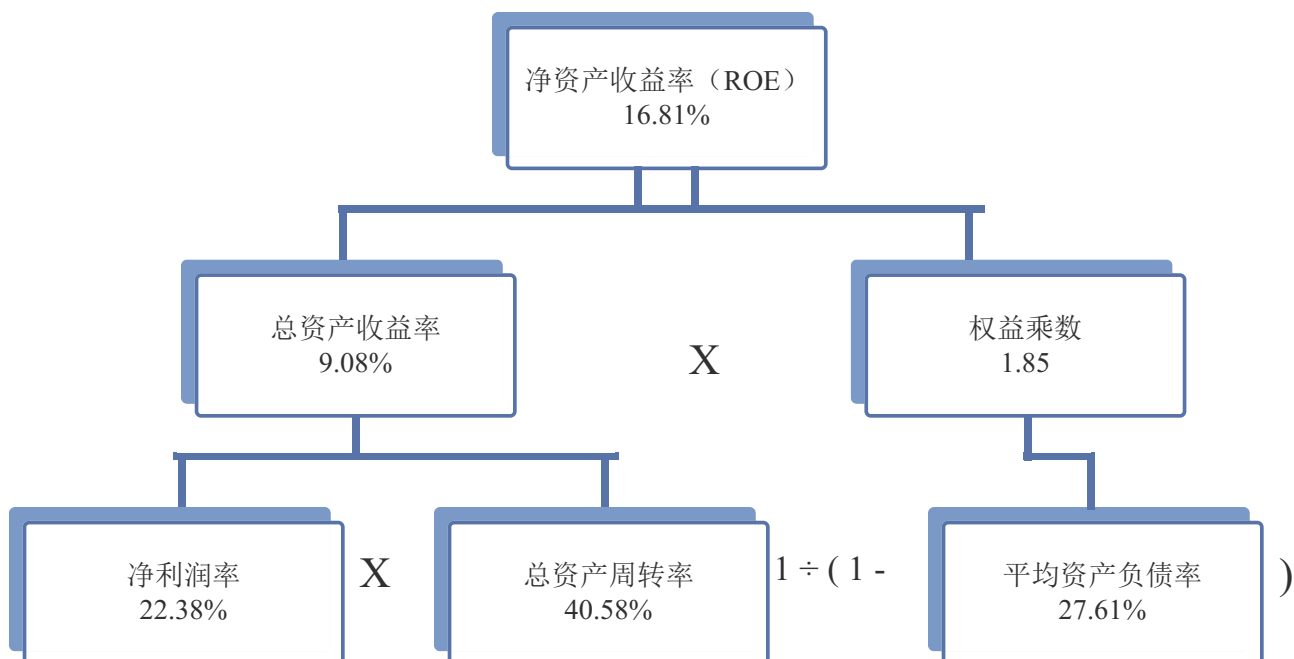 净资产收益率（ROE）
16.81%
总资产收益率
9.08%
X
权益乘数
1.85
净利润率
22.38%
X
总资产周转率
40.58%
1 ÷ ( 1 -
平均资产负债率
27.61%
)